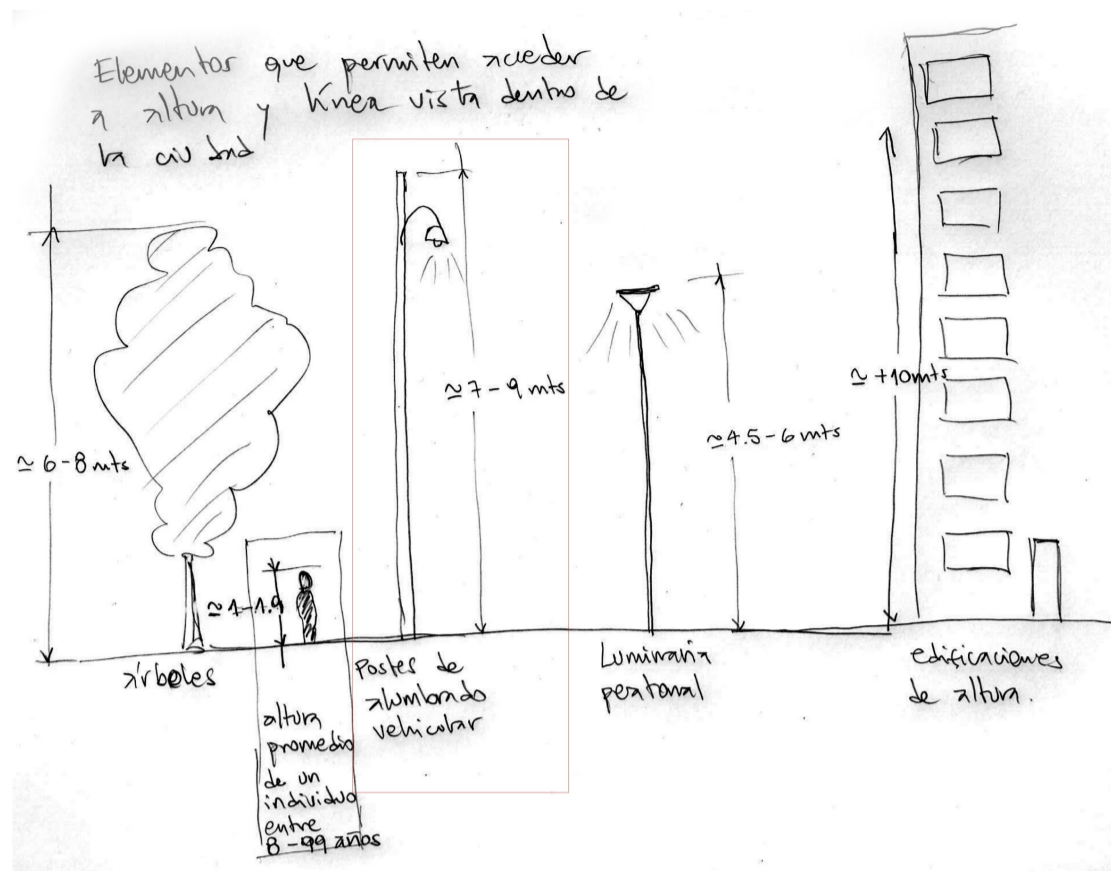 Elementos que permiten acceder
a altura y línea vista dentro de
la ciudad
≃ 6-8 mts
≃ 1-1.9
≃ 7-9 mts
≃ 4.5-6 mts
≃ +10 mts
árboles
altura
promedio
de un
individuo
entre
8-99 años
Postes de
alumbrado
vehicular
Luminaria
peatonal
edificaciones
de altura.